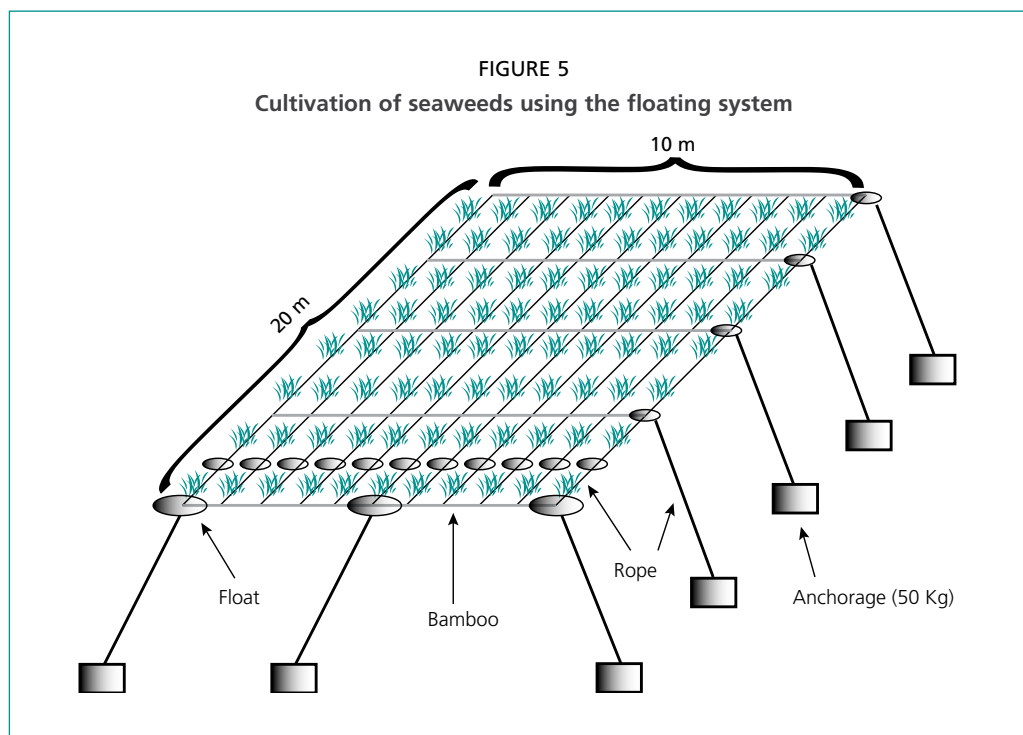 FIGURE 5
Cultivation of seaweeds using the floating system
10 m
20 m
Rope
Float
Anchorage (50 Kg)
Bamboo